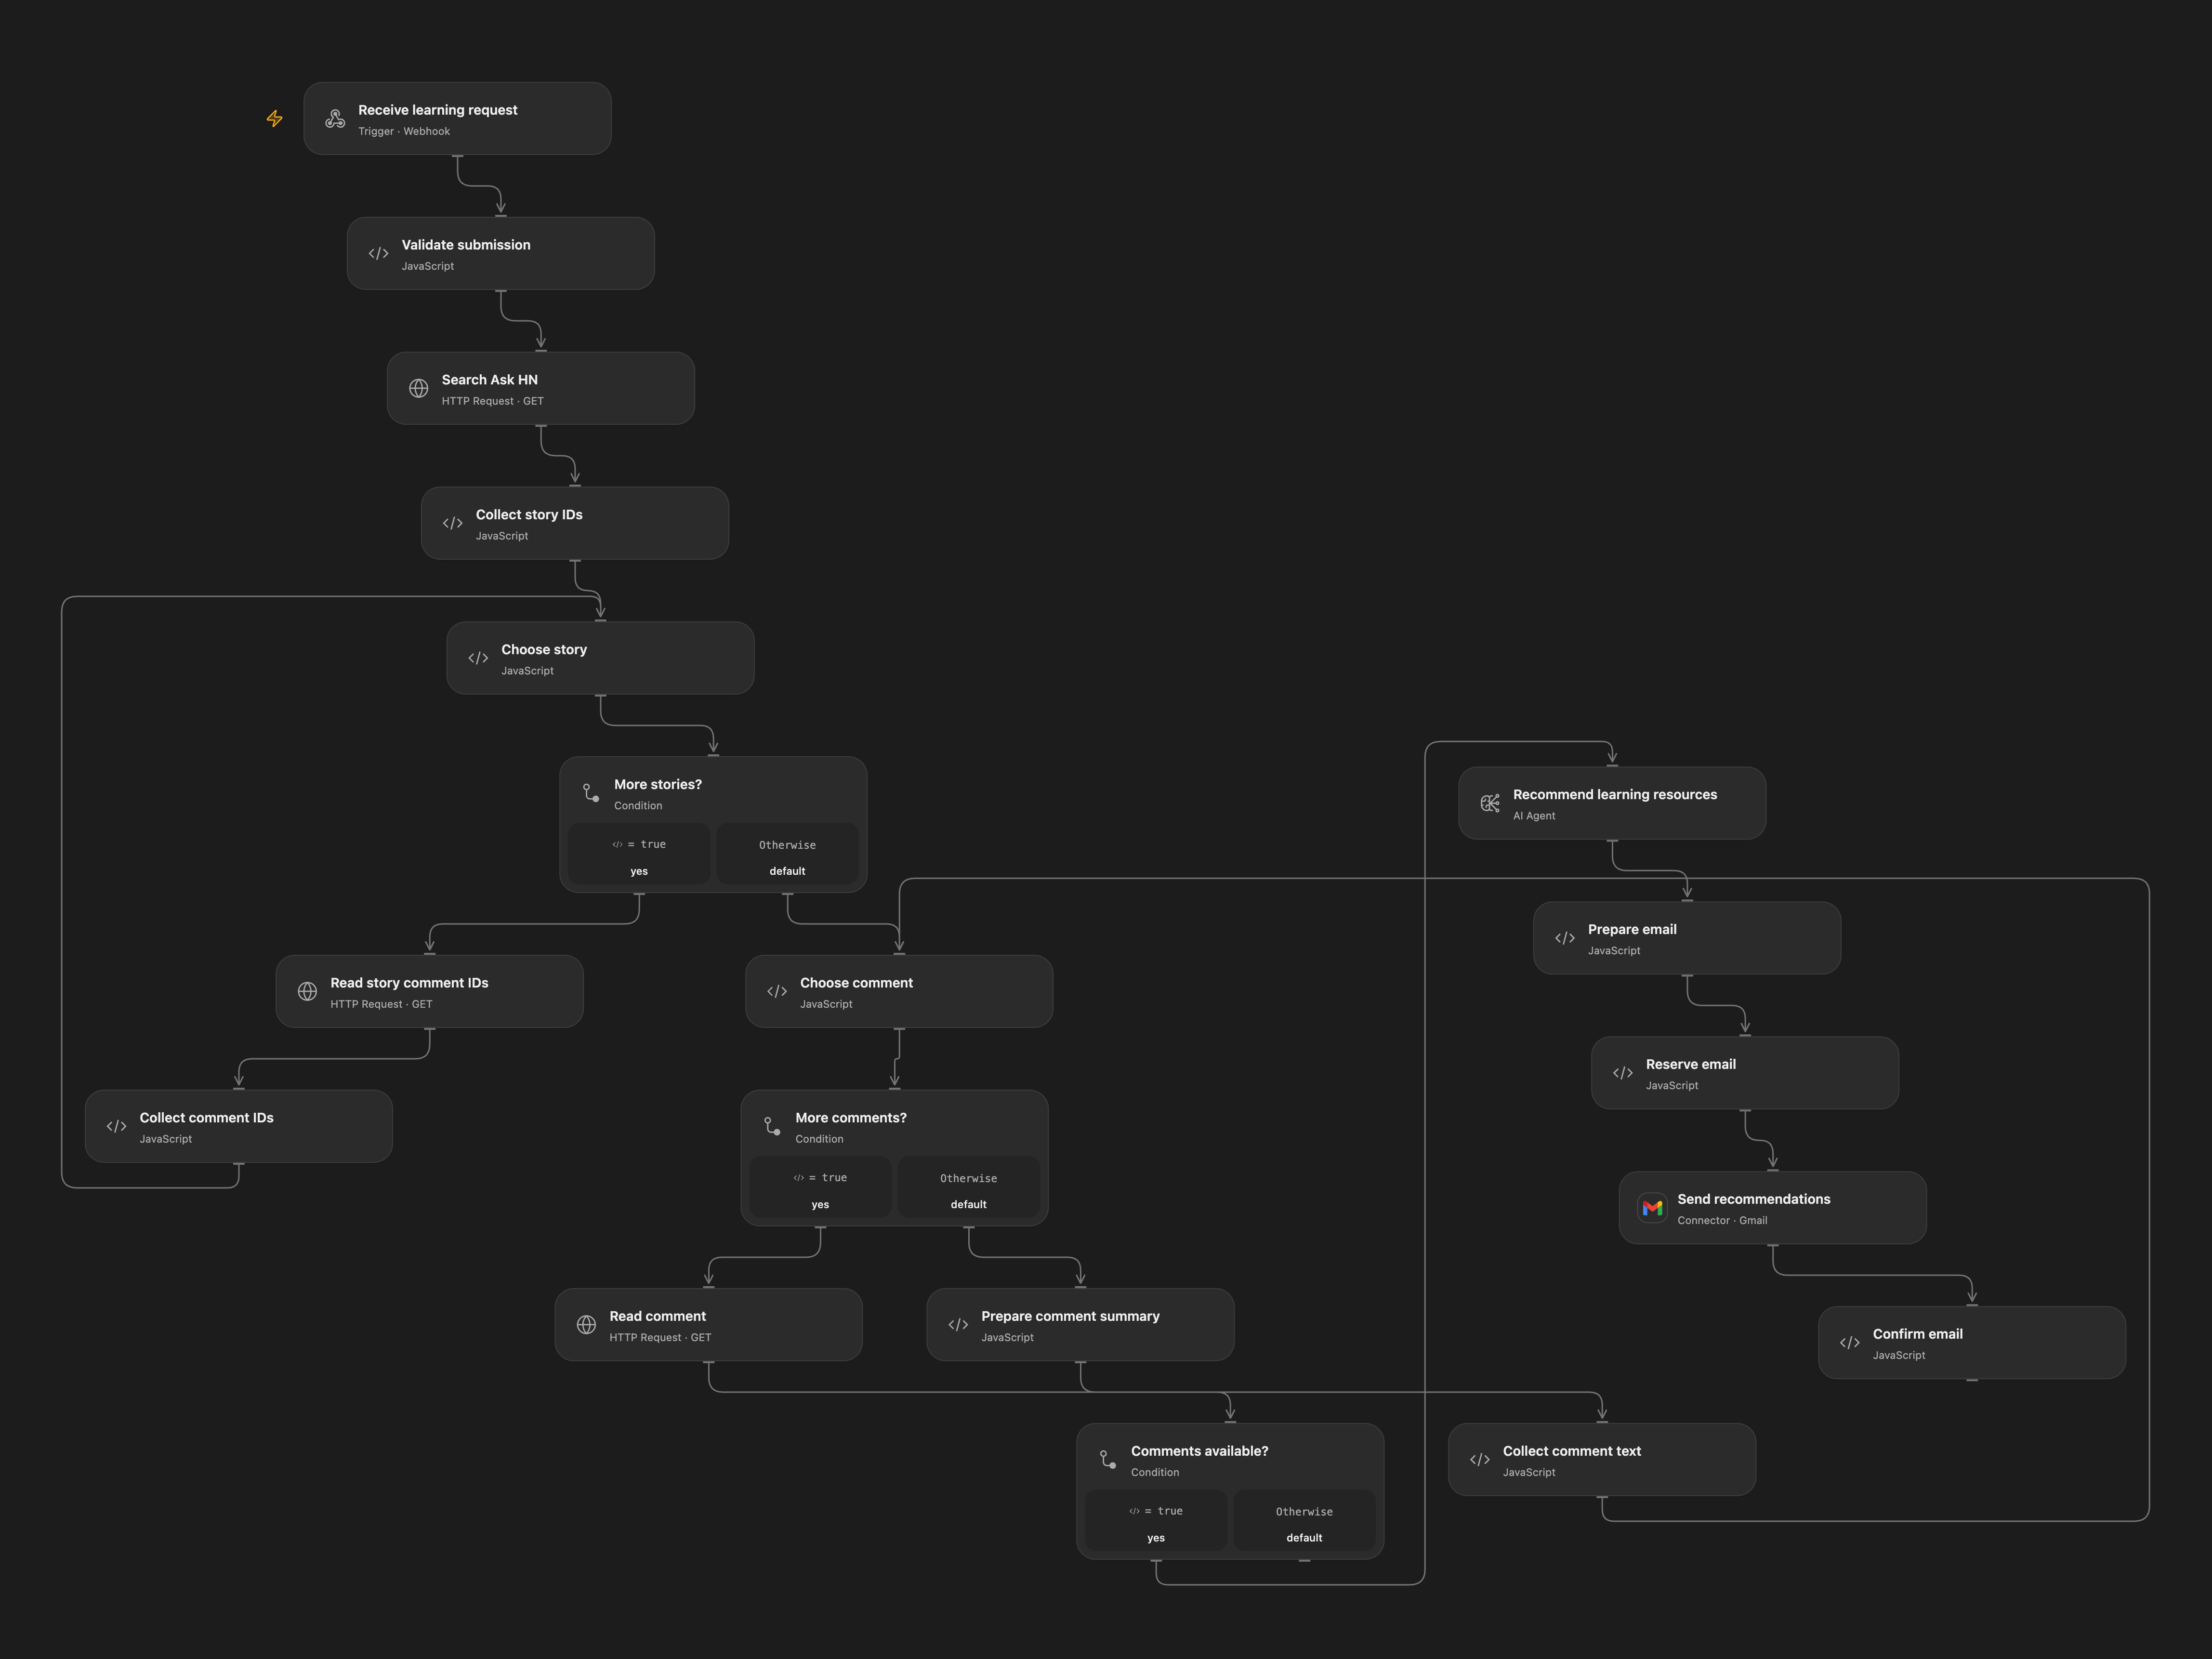 Receive learning request
Trigger · Webhook
Validate submission
JavaScript
Search Ask HN
HTTP Request · GET
Collect story IDs
JavaScript
Choose story
JavaScript
More stories?
Condition
</> = true
yes
Otherwise
default
Read story comment IDs
HTTP Request · GET
Collect comment IDs
JavaScript
Choose comment
JavaScript
More comments?
Condition
</> = true
yes
Otherwise
default
Read comment
HTTP Request · GET
Prepare comment summary
JavaScript
Comments available?
Condition
</> = true
yes
Otherwise
default
Collect comment text
JavaScript
Recommend learning resources
AI Agent
Prepare email
JavaScript
Reserve email
JavaScript
Send recommendations
Connector · Gmail
Confirm email
JavaScript